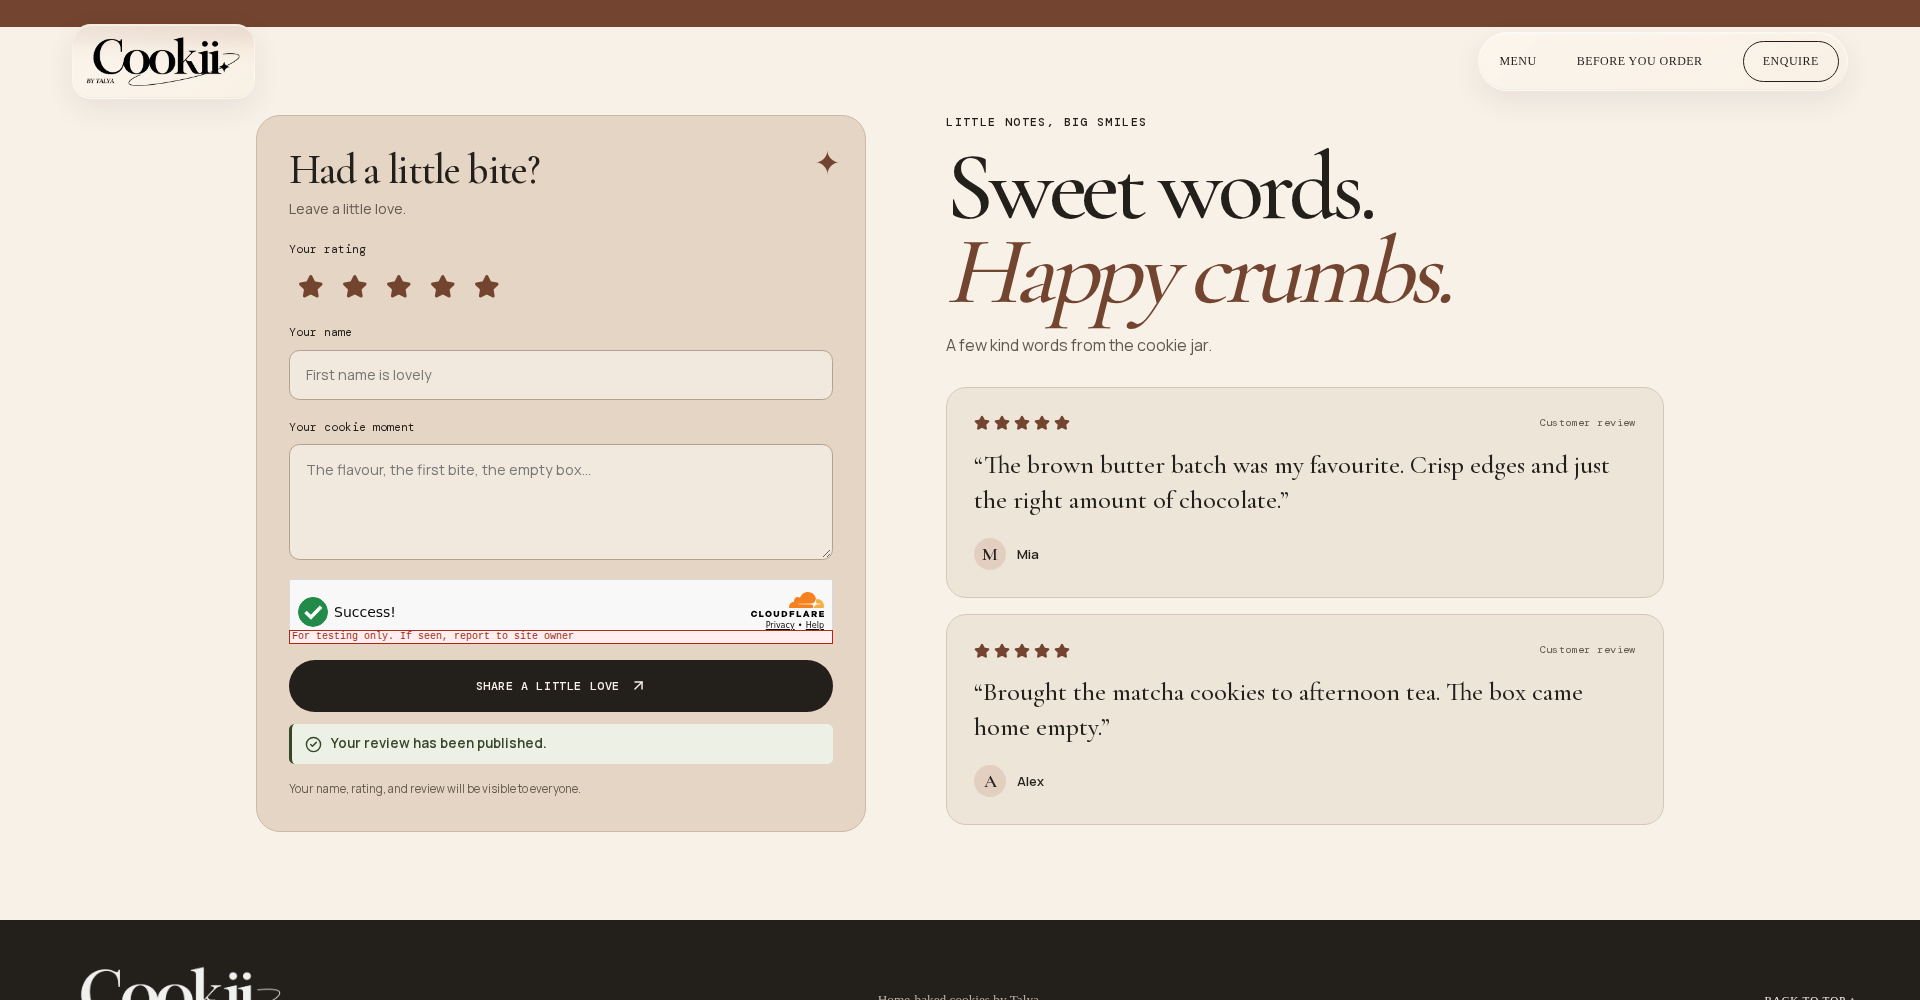 Cookii
BY TALYA
MENU
BEFORE YOU ORDER
ENQUIRE
Had a little bite?
Leave a little love.
Your rating
Your name
First name is lovely
Your cookie moment
The flavour, the first bite, the empty box...
Success!
CLOUDFLARE
Privacy • Help
For testing only. If seen, report to site owner
SHARE A LITTLE LOVE
Your review has been published.
Your name, rating, and review will be visible to everyone.
LITTLE NOTES, BIG SMILES
Sweet words.
Happy crumbs.
A few kind words from the cookie jar.
Customer review
“The brown butter batch was my favourite. Crisp edges and just
the right amount of chocolate.”
M
Mia
Customer review
“Brought the matcha cookies to afternoon tea. The box came
home empty.”
A
Alex
Cookii
Home-baked cookies by Talya
BACK TO TOP